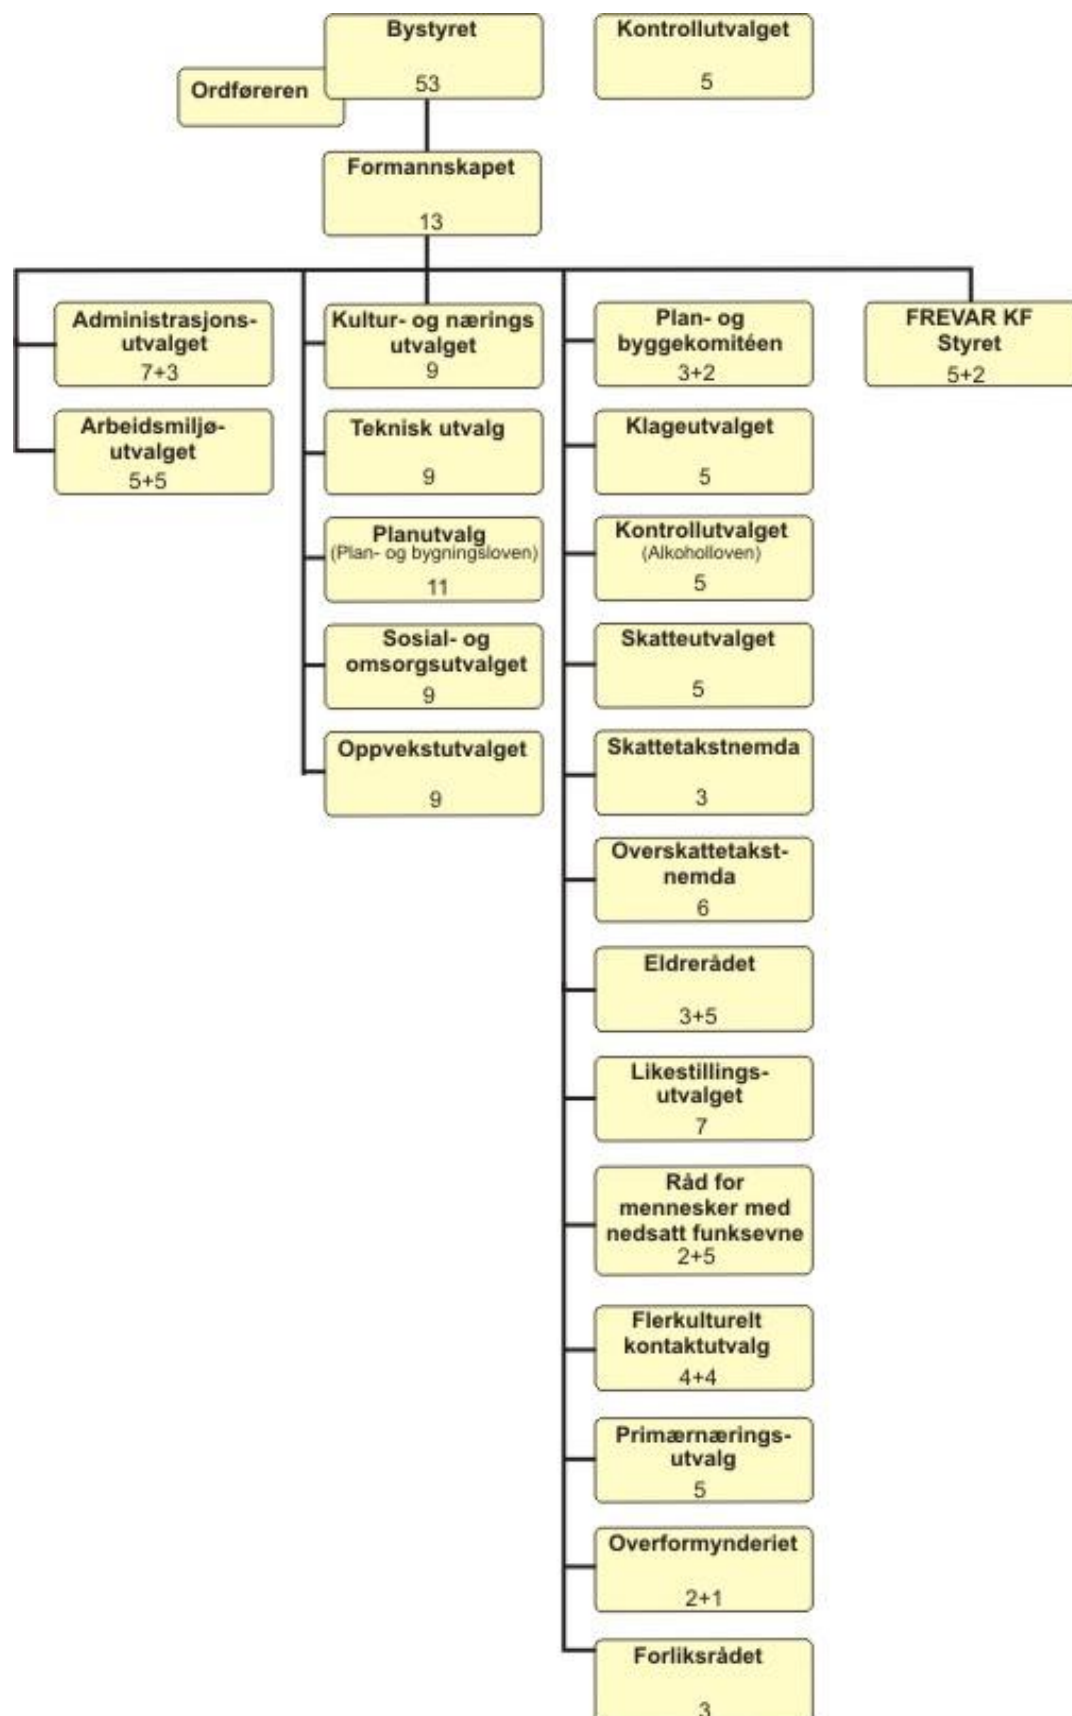 Bystyret
53
Kontrollutvalget
5
Ordføreren
Formannskapet
13
Administrasjons-
utvalget
7+3
Arbeidsmiljø-
utvalget
5+5
Kultur- og nærings
utvalget
9
Teknisk utvalg
9
Planutvalg
(Plan- og bygningsloven)
11
Sosial- og
omsorgsutvalget
9
Oppvekstutvalget
9
Plan- og
byggekomitéen
3+2
Klageutvalget
5
Kontrollutvalget
(Alkoholloven)
5
Skatteutvalget
5
Skattetakstnemda
3
Overskattetakst-
nemda
6
Eldrerådet
3+5
Likestillings-
utvalget
7
Råd for
mennesker med
nedsatt funksevne
2+5
Flerkulturelt
kontaktutvalg
4+4
Primærnærings-
utvalg
5
Overformynderiet
2+1
Forliksrådet
3
FREVAR KF
Styret
5+2